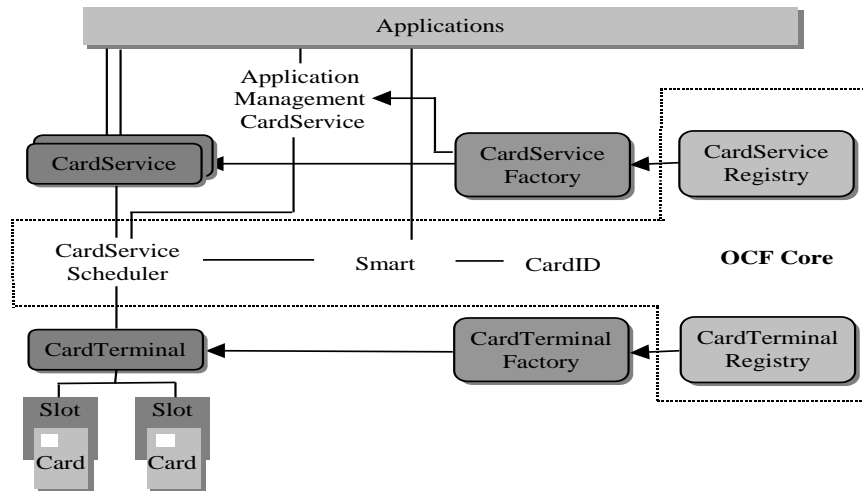 Applications
Application
Management
CardService
CardService
CardService
Factory
CardService
Registry
CardService
Scheduler
Smart
CardID
OCF Core
CardTerminal
CardTerminal
Factory
CardTerminal
Registry
Slot
Slot
Card
Card